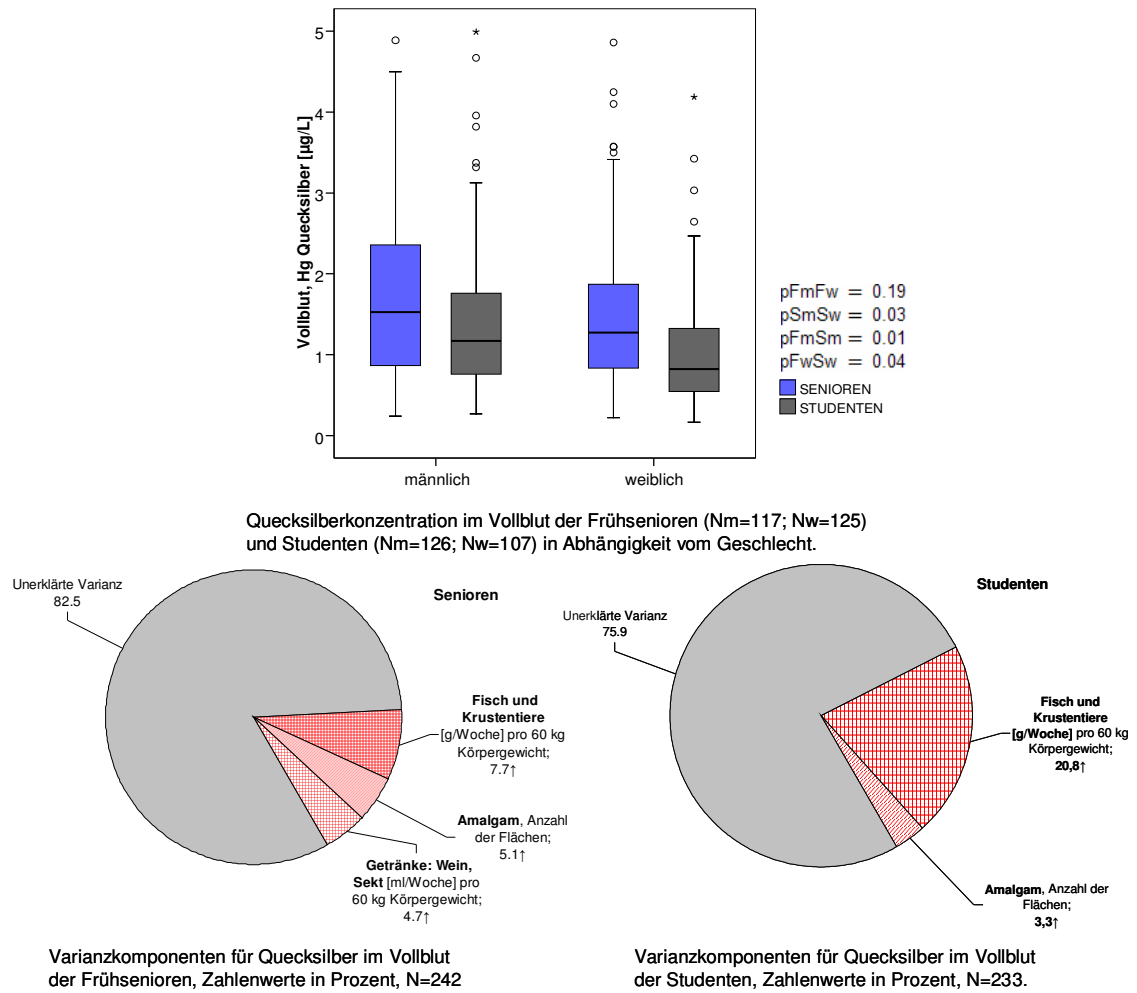 5
4
3
2
1
0
Vollblut, Hg Quecksilber [µg/L]
männlich
weiblich
pFmFw = 0.19
pSmSw = 0.03
pFmSm = 0.01
pFwSw = 0.04
SENIOREN
STUDENTEN
Quecksilberkonzentration im Vollblut der Frühsenioren (Nm=117; Nw=125)
und Studenten (Nm=126; Nw=107) in Abhängigkeit vom Geschlecht.
Senioren
Unerklärte Varianz
82.5
Fisch und
Krustentiere
[g/Woche] pro 60 kg
Körpergewicht;
7.7↑
Amalgam, Anzahl
der Flächen;
5.1↑
Getränke: Wein,
Sekt [ml/Woche] pro
60 kg Körpergewicht;
4.7↑
Varianzkomponenten für Quecksilber im Vollblut
der Frühsenioren, Zahlenwerte in Prozent, N=242
Studenten
Unerklärte Varianz
75.9
Fisch und
Krustentiere
[g/Woche] pro 60 kg
Körpergewicht;
20,8↑
Amalgam, Anzahl der
Flächen;
3,3↑
Varianzkomponenten für Quecksilber im Vollblut
der Studenten, Zahlenwerte in Prozent, N=233.